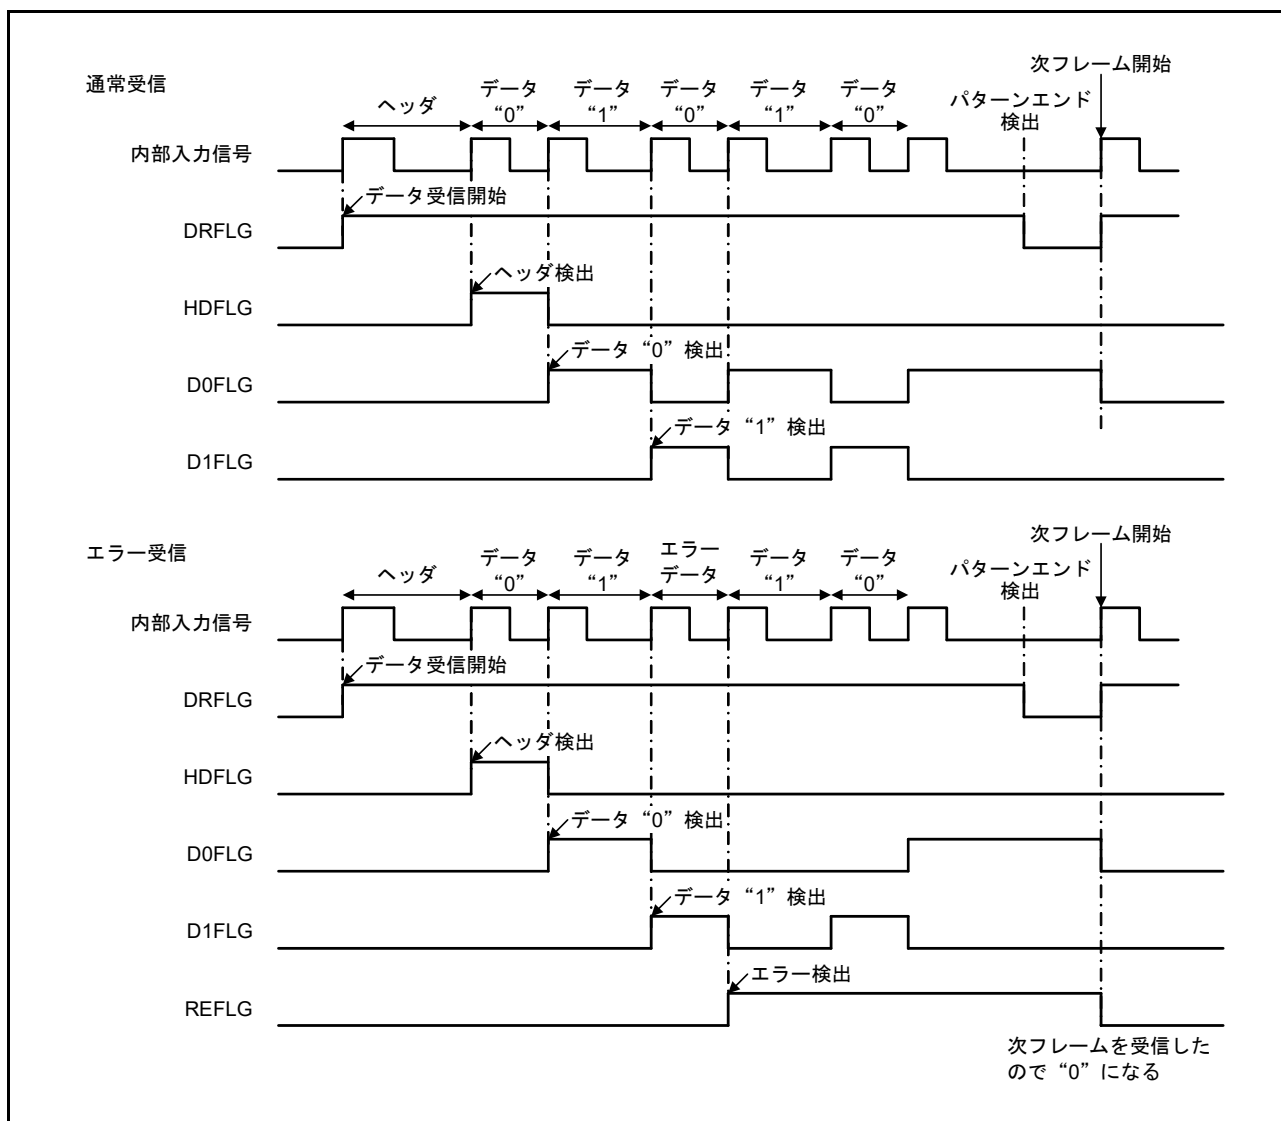 通常受信
次フレーム開始
ヘッダ
データ
“0”
データ
“1”
データ
“0”
データ
“1”
データ
“0”
パターンエンド
検出
内部入力信号
データ受信開始
DRFLG
ヘッダ検出
HDFLG
データ“0”検出
D0FLG
データ“1”検出
D1FLG
エラー受信
次フレーム開始
ヘッダ
データ
“0”
データ
“1”
エラー
データ
データ
“1”
データ
“0”
パターンエンド
検出
内部入力信号
データ受信開始
DRFLG
ヘッダ検出
HDFLG
データ“0”検出
D0FLG
データ“1”検出
D1FLG
エラー検出
REFLG
次フレームを受信した
ので“0”になる